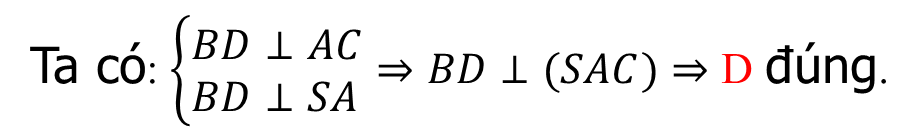 Ta có: {BD ⊥ AC
BD ⊥ SA ⇒ BD ⊥ (SAC) ⇒ D đúng.